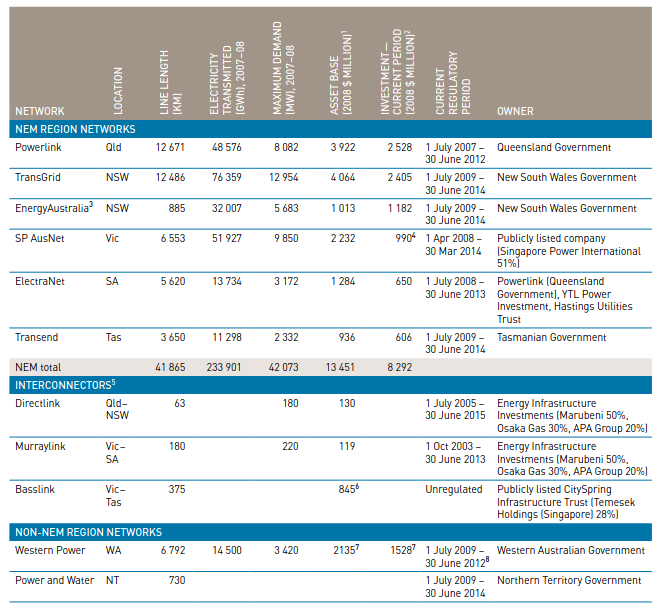 NETWORK LOCATION LINE LENGTH (KM) ELECTRICITY TRANSMITTED (GWh), 2007–08 MAXIMUM DEMAND (MW), 2007–08 ASSET BASE (2008 $ MILLION)1 INVESTMENT— CURRENT PERIOD (2008 $ MILLION)2 CURRENT REGULATORY PERIOD OWNER
NEM REGION NETWORKS
Powerlink Qld 12 671 48 576 8 082 3 922 2 528 1 July 2007 – Queensland Government
30 June 2012
TransGrid NSW 12 486 76 359 12 954 4 064 2 405 1 July 2009 – New South Wales Government
30 June 2014
EnergyAustralia3 NSW 885 32 007 5 683 1 013 1 182 1 July 2009 – New South Wales Government
30 June 2014
SP AusNet Vic 6 553 51 927 9 850 2 232 9904 1 Apr 2008 – Publicly listed company
30 Mar 2014 (Singapore Power International
51%)
ElectraNet SA 5 620 13 734 3 172 1 284 650 1 July 2008 – Powerlink (Queensland
30 June 2013 Government), YTL Power
Investment, Hastings Utilities
Trust
Transend Tas 3 650 11 298 2 332 936 606 1 July 2009 – Tasmanian Government
30 June 2014
NEM total 41 865 233 901 42 073 13 451 8 292
INTERCONNECTORS5
Directlink Qld– 63 180 130 1 July 2005 – Energy Infrastructure
NSW 30 June 2015 Investments (Marubeni 50%,
Osaka Gas 30%, APA Group 20%)
Murraylink Vic– 180 220 119 1 Oct 2003 – Energy Infrastructure
SA 30 June 2013 Investments (Marubeni 50%,
Osaka Gas 30%, APA Group 20%)
Basslink Vic– 375 8456 Unregulated Publicly listed CitySpring
Tas Infrastructure Trust (Temesek
Holdings (Singapore) 28%)
NON-NEM REGION NETWORKS
Western Power WA 6 792 14 500 3 420 21357 15287 1 July 2009 – Western Australian Government
30 June 20128
Power and Water NT 730 1 July 2009 – Northern Territory Government
30 June 2014